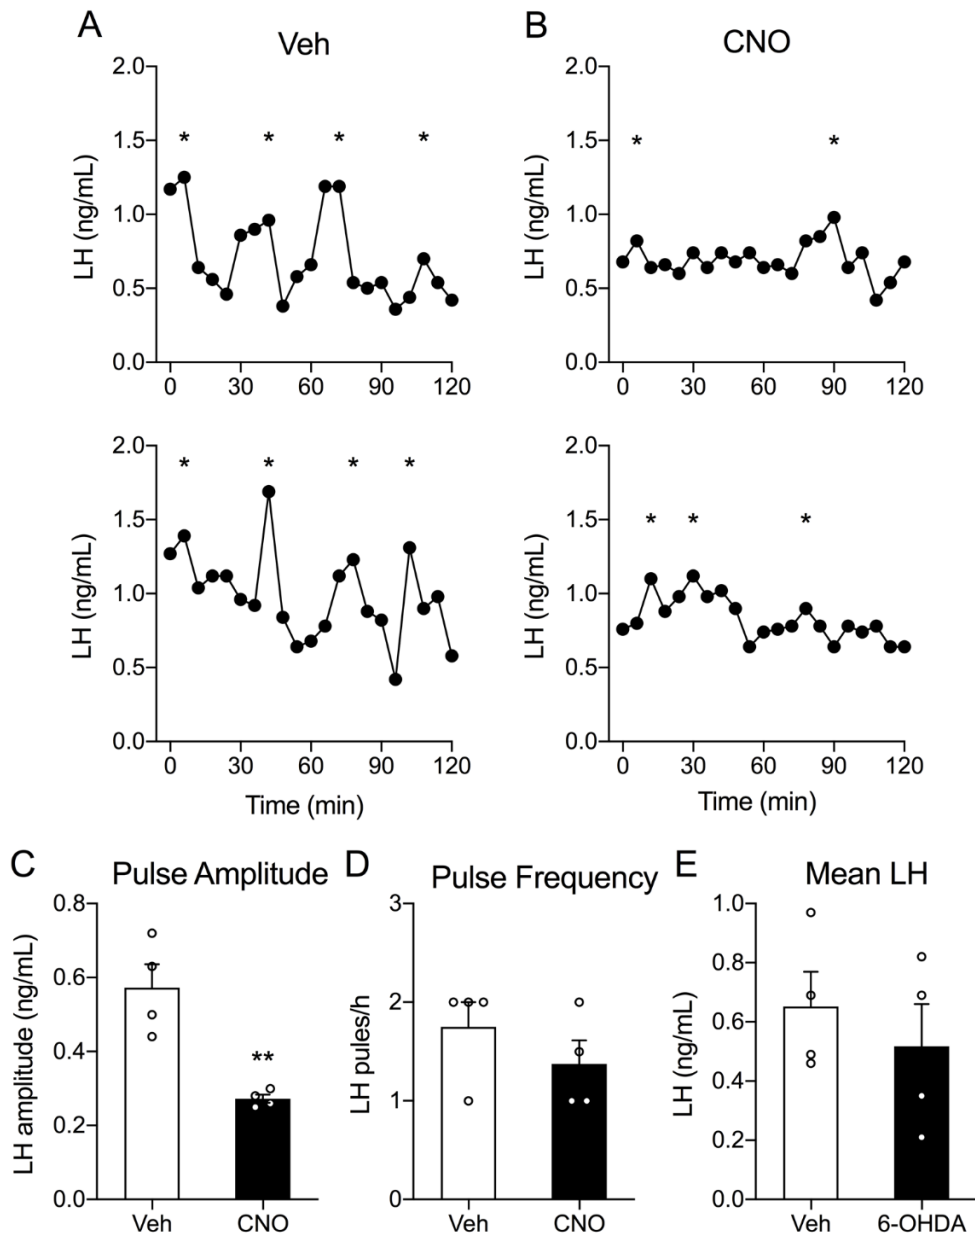 A
Veh
B
CNO
2.0
1.5
1.0
0.5
0.0
LH (ng/mL)
* * * *
0 30 60 90 120
2.0
1.5
1.0
0.5
0.0
LH (ng/mL)
* *
0 30 60 90 120
2.0
1.5
1.0
0.5
0.0
LH (ng/mL)
* * * *
0 30 60 90 120
Time (min)
2.0
1.5
1.0
0.5
0.0
LH (ng/mL)
* * *
0 30 60 90 120
Time (min)
C
Pulse Amplitude
0.8
0.6
0.4
0.2
0.0
LH amplitude (ng/mL)
**
Veh CNO
D
Pulse Frequency
3
2
1
0
LH pules/h
Veh CNO
E
Mean LH
1.0
0.8
0.6
0.4
0.2
0.0
LH (ng/mL)
Veh 6-OHDA